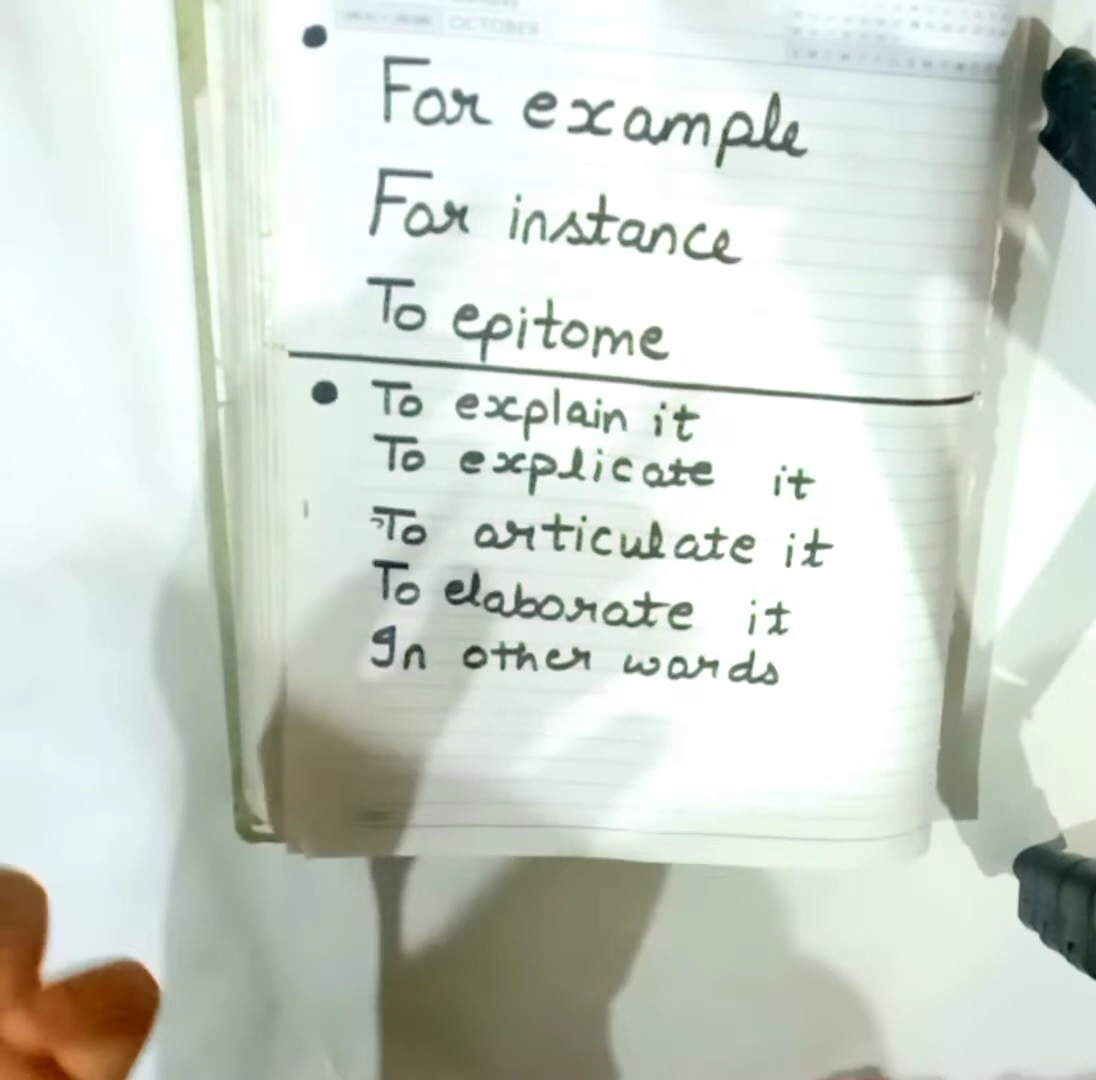 OCTOBER
For example
For instance
To epitome
To explain it
To explicate it
To articulate it
To elaborate it
In other words